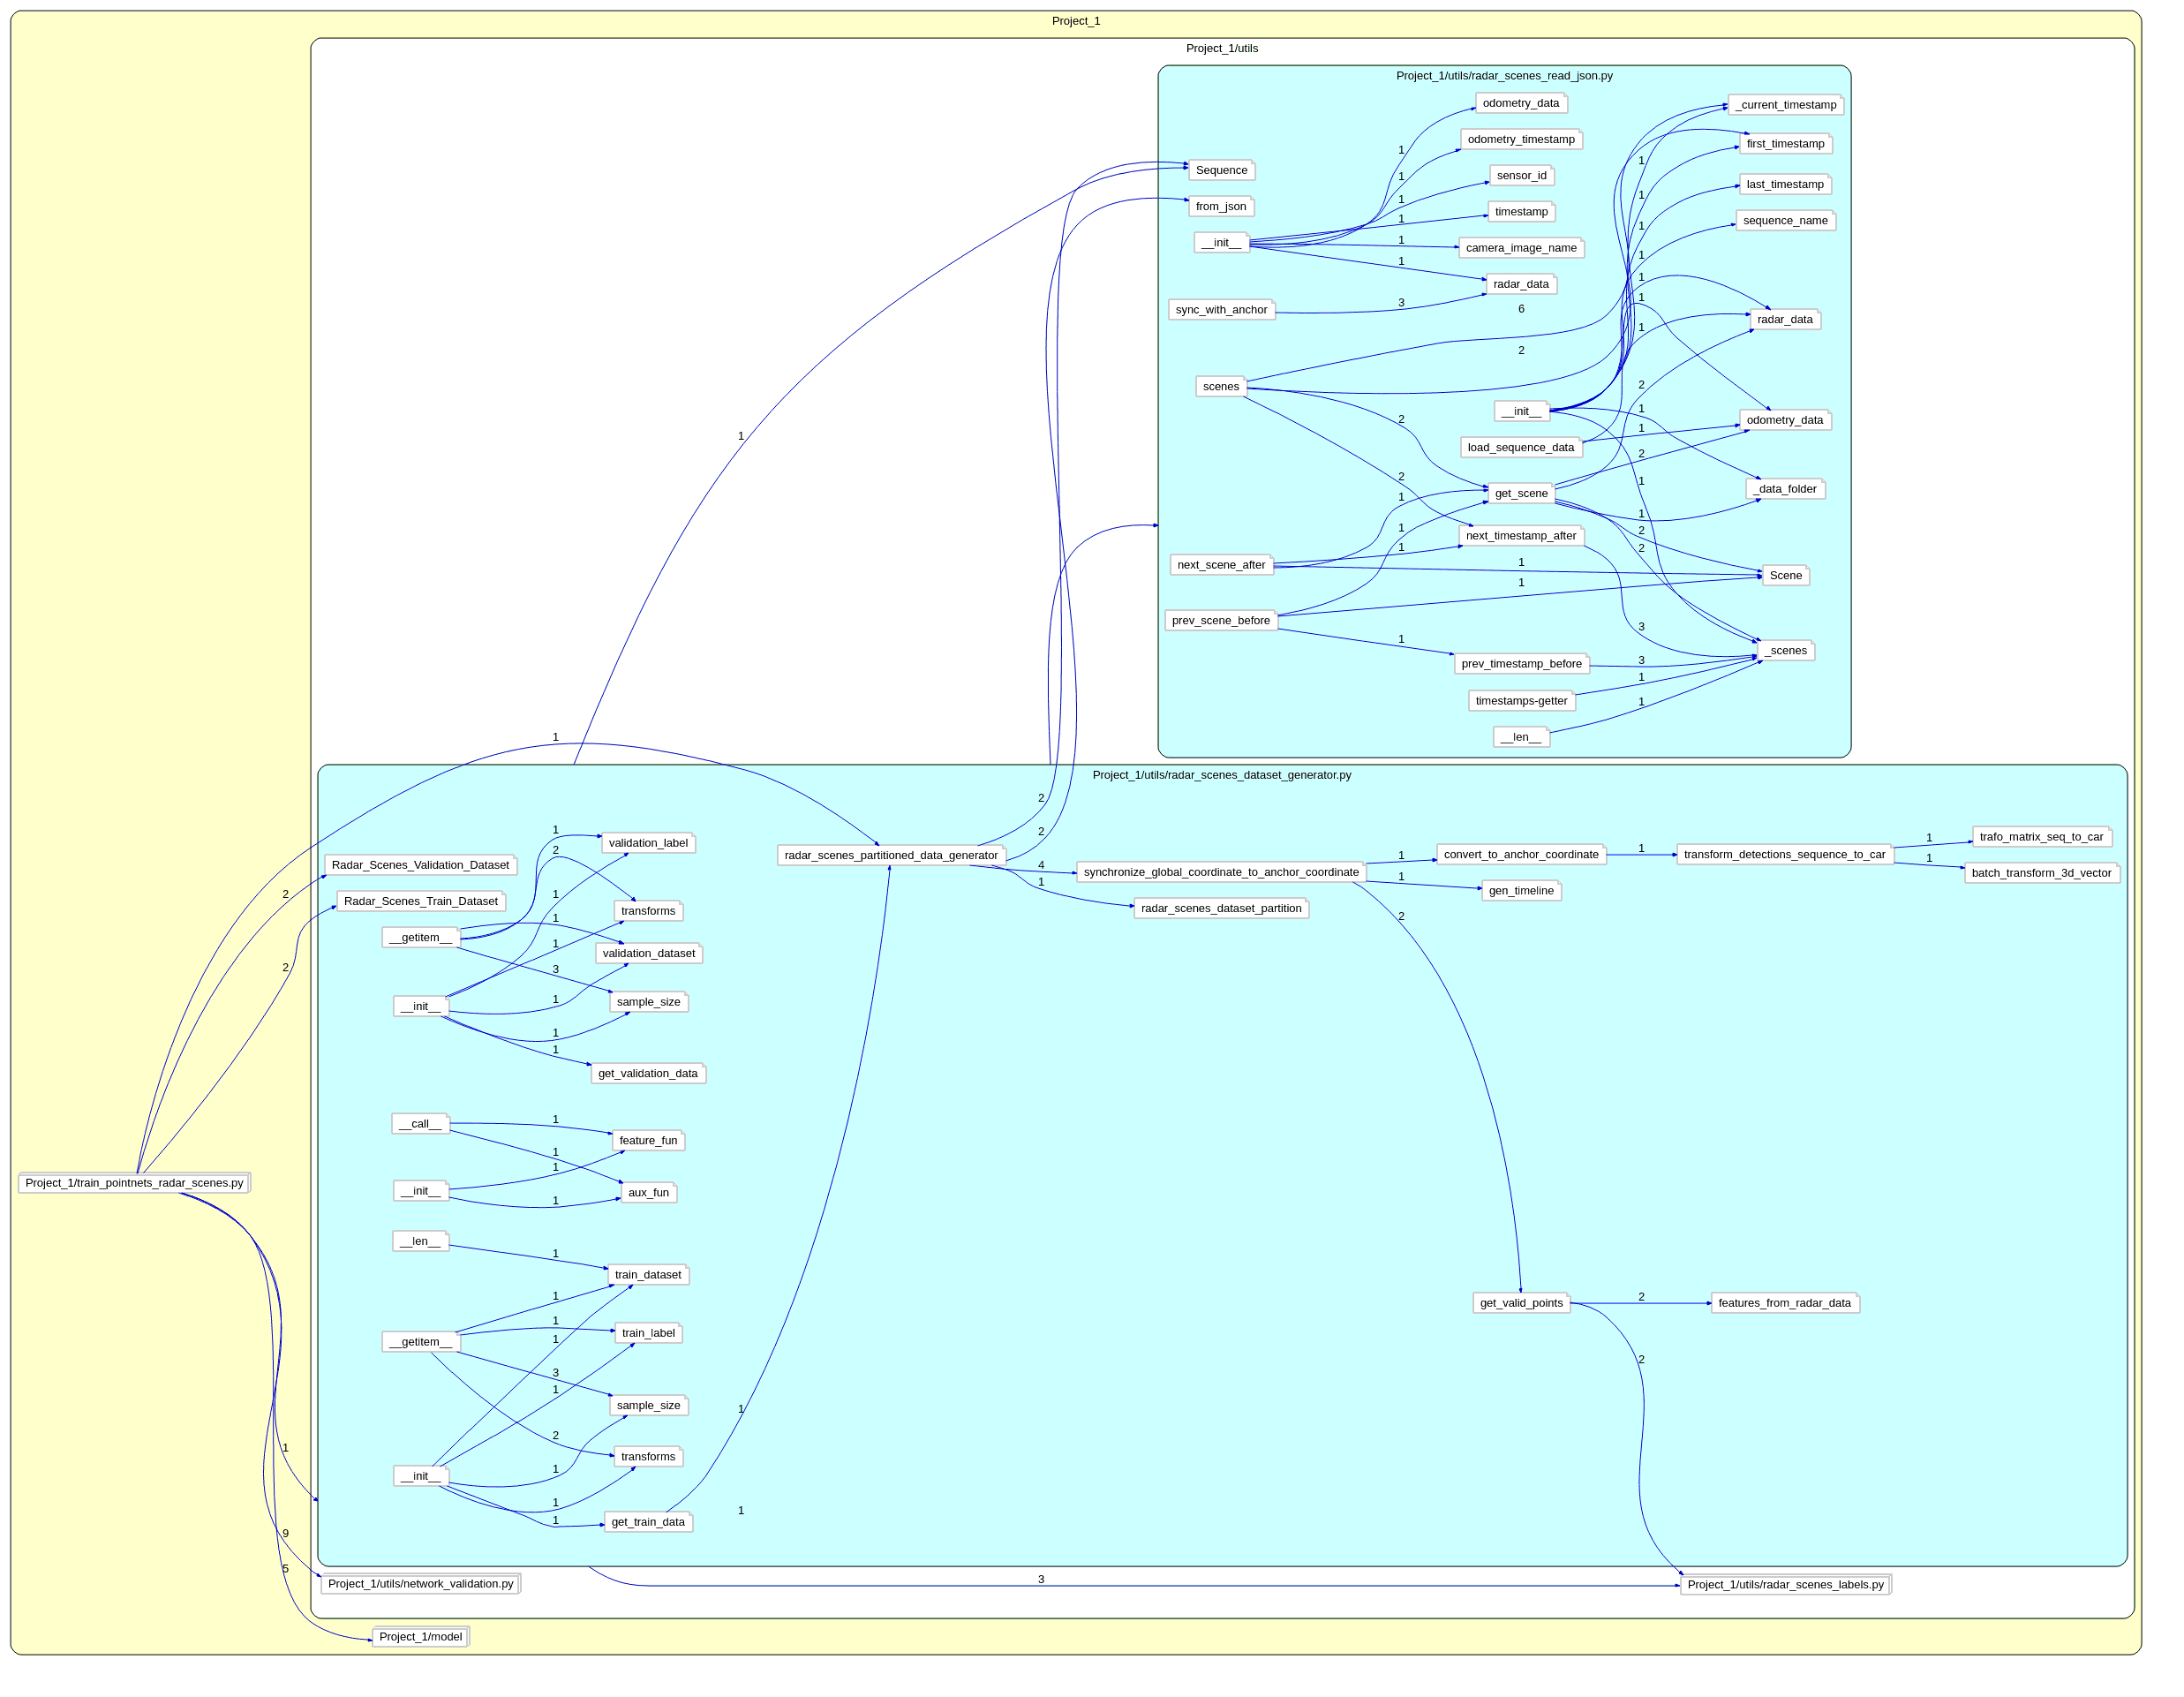 Project_1
Project_1/utils
Project_1/utils/radar_scenes_read_json.py
odometry_data
_current_timestamp
odometry_timestamp
first_timestamp
1
1
Sequence
sensor_id
last_timestamp
1
1
from_json
1
timestamp
sequence_name
1
1
__init__
1
camera_image_name
1
1
radar_data
1
sync_with_anchor
3
1
6
radar_data
1
2
scenes
2
__init__
1
2
odometry_data
1
1
load_sequence_data
2
2
1
get_scene
_data_folder
1
1
1
next_timestamp_after
2
1
2
next_scene_after
1
Scene
1
prev_scene_before
3
1
_scenes
prev_timestamp_before
3
1
timestamps-getter
1
__len__
1
Project_1/utils/radar_scenes_dataset_generator.py
2
1
validation_label
2
trafo_matrix_seq_to_car
1
2
radar_scenes_partitioned_data_generator
1
convert_to_anchor_coordinate
1
transform_detections_sequence_to_car
Radar_Scenes_Validation_Dataset
4
1
synchronize_global_coordinate_to_anchor_coordinate
batch_transform_3d_vector
1
1
gen_timeline
2
1
Radar_Scenes_Train_Dataset
transforms
radar_scenes_dataset_partition
1
2
__getitem__
1
validation_dataset
2
3
__init__
1
sample_size
1
1
get_validation_data
__call__
1
feature_fun
1
1
Project_1/train_pointnets_radar_scenes.py
__init__
1
aux_fun
__len__
1
train_dataset
1
get_valid_points
2
features_from_radar_data
1
train_label
__getitem__
1
2
3
1
sample_size
1
2
1
transforms
1
__init__
1
1
1
1
get_train_data
9
5
Project_1/utils/network_validation.py
3
Project_1/utils/radar_scenes_labels.py
Project_1/model